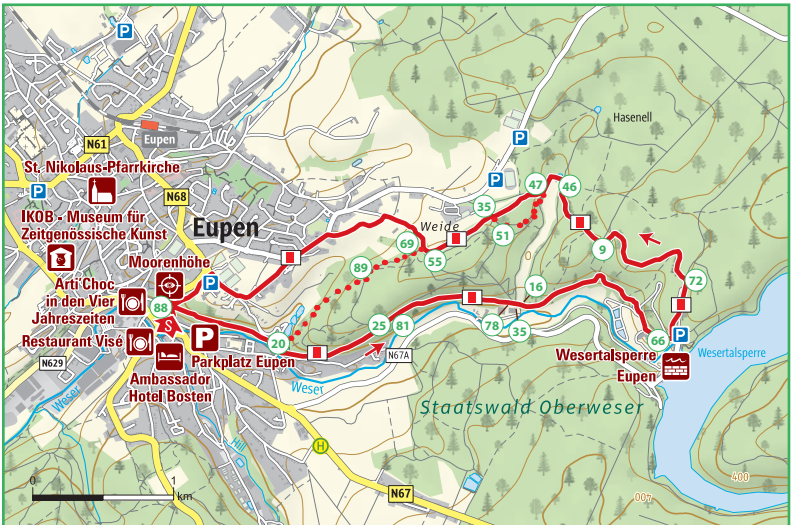 P
Hasenell
Eupen
N61
P
St. Nikolaus-Pfarrkirche
P
N68
P
47
46
35
IKOB - Museum für
Zeitgenössische Kunst
Eupen
Weide
51
69
55
9
Moorenhöhe
89
P
72
Arti Choc
in den Vier
Jahreszeiten
88
S
16
25
81
78
35
20
66
P
Restaurant Visé
P
Parkplatz Eupen
N67A
Wesertalsperre
Eupen
Wesertalsperre
N629
Ambassador
Hotel Bosten
Weser
Weser
Staatswald Oberweser
Hill
H
400
400
N67
0
1
km